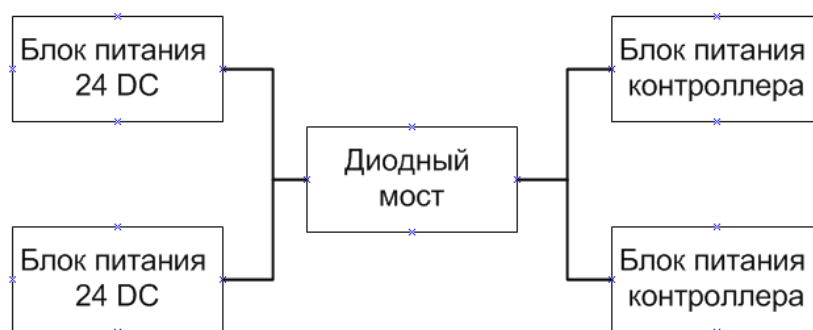 Блок питания
24 DC
Блок питания
контроллера
Диодный
мост
Блок питания
24 DC
Блок питания
контроллера